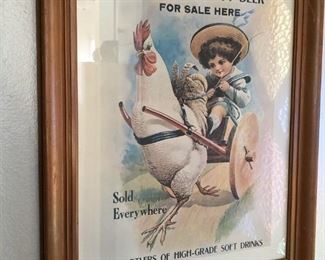 FOR SALE HERE
Sold
Everywhere
OF HIGH-GRADE SOFT DRINKS